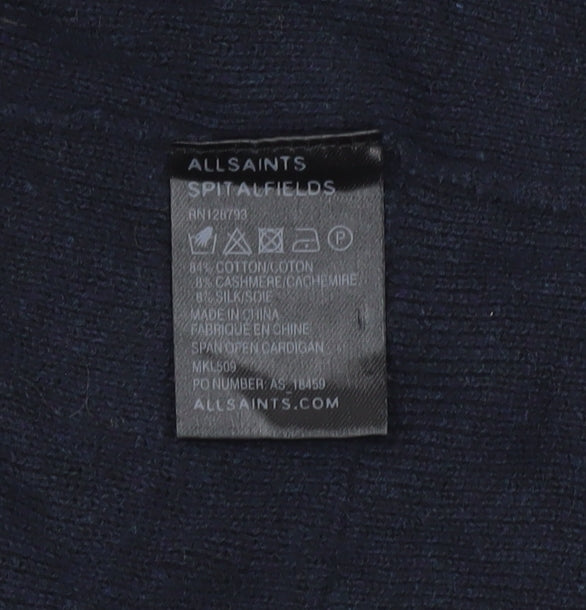 ALLSAINTS
SPITALFIELDS
RN128793
P
84% COTTON/COTON
8% CASHMERE/CACHEMIRE
8% SILK/SOIE
MADE IN CHINA
FABRIQUE EN CHINE
SPAN OPEN CARDIGAN
MKL509
PO NUMBER: AS_18459
ALLSAINTS.COM